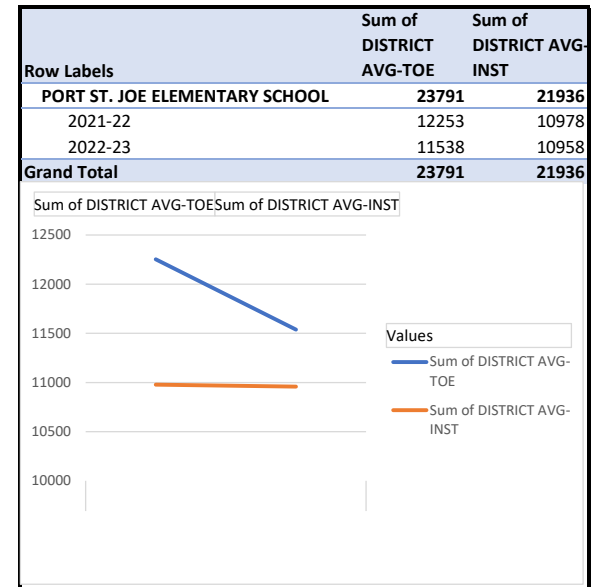 Row Labels Sum of DISTRICT AVG-TOE Sum of DISTRICT AVG-INST
PORT ST. JOE ELEMENTARY SCHOOL 23791 21936
2021-22 12253 10978
2022-23 11538 10958
Grand Total 23791 21936
Sum of DISTRICT AVG-TOE Sum of DISTRICT AVG-INST
12500
12000
11500
11000
10500
10000
Values
Sum of DISTRICT AVG-
TOE
Sum of DISTRICT AVG-
INST